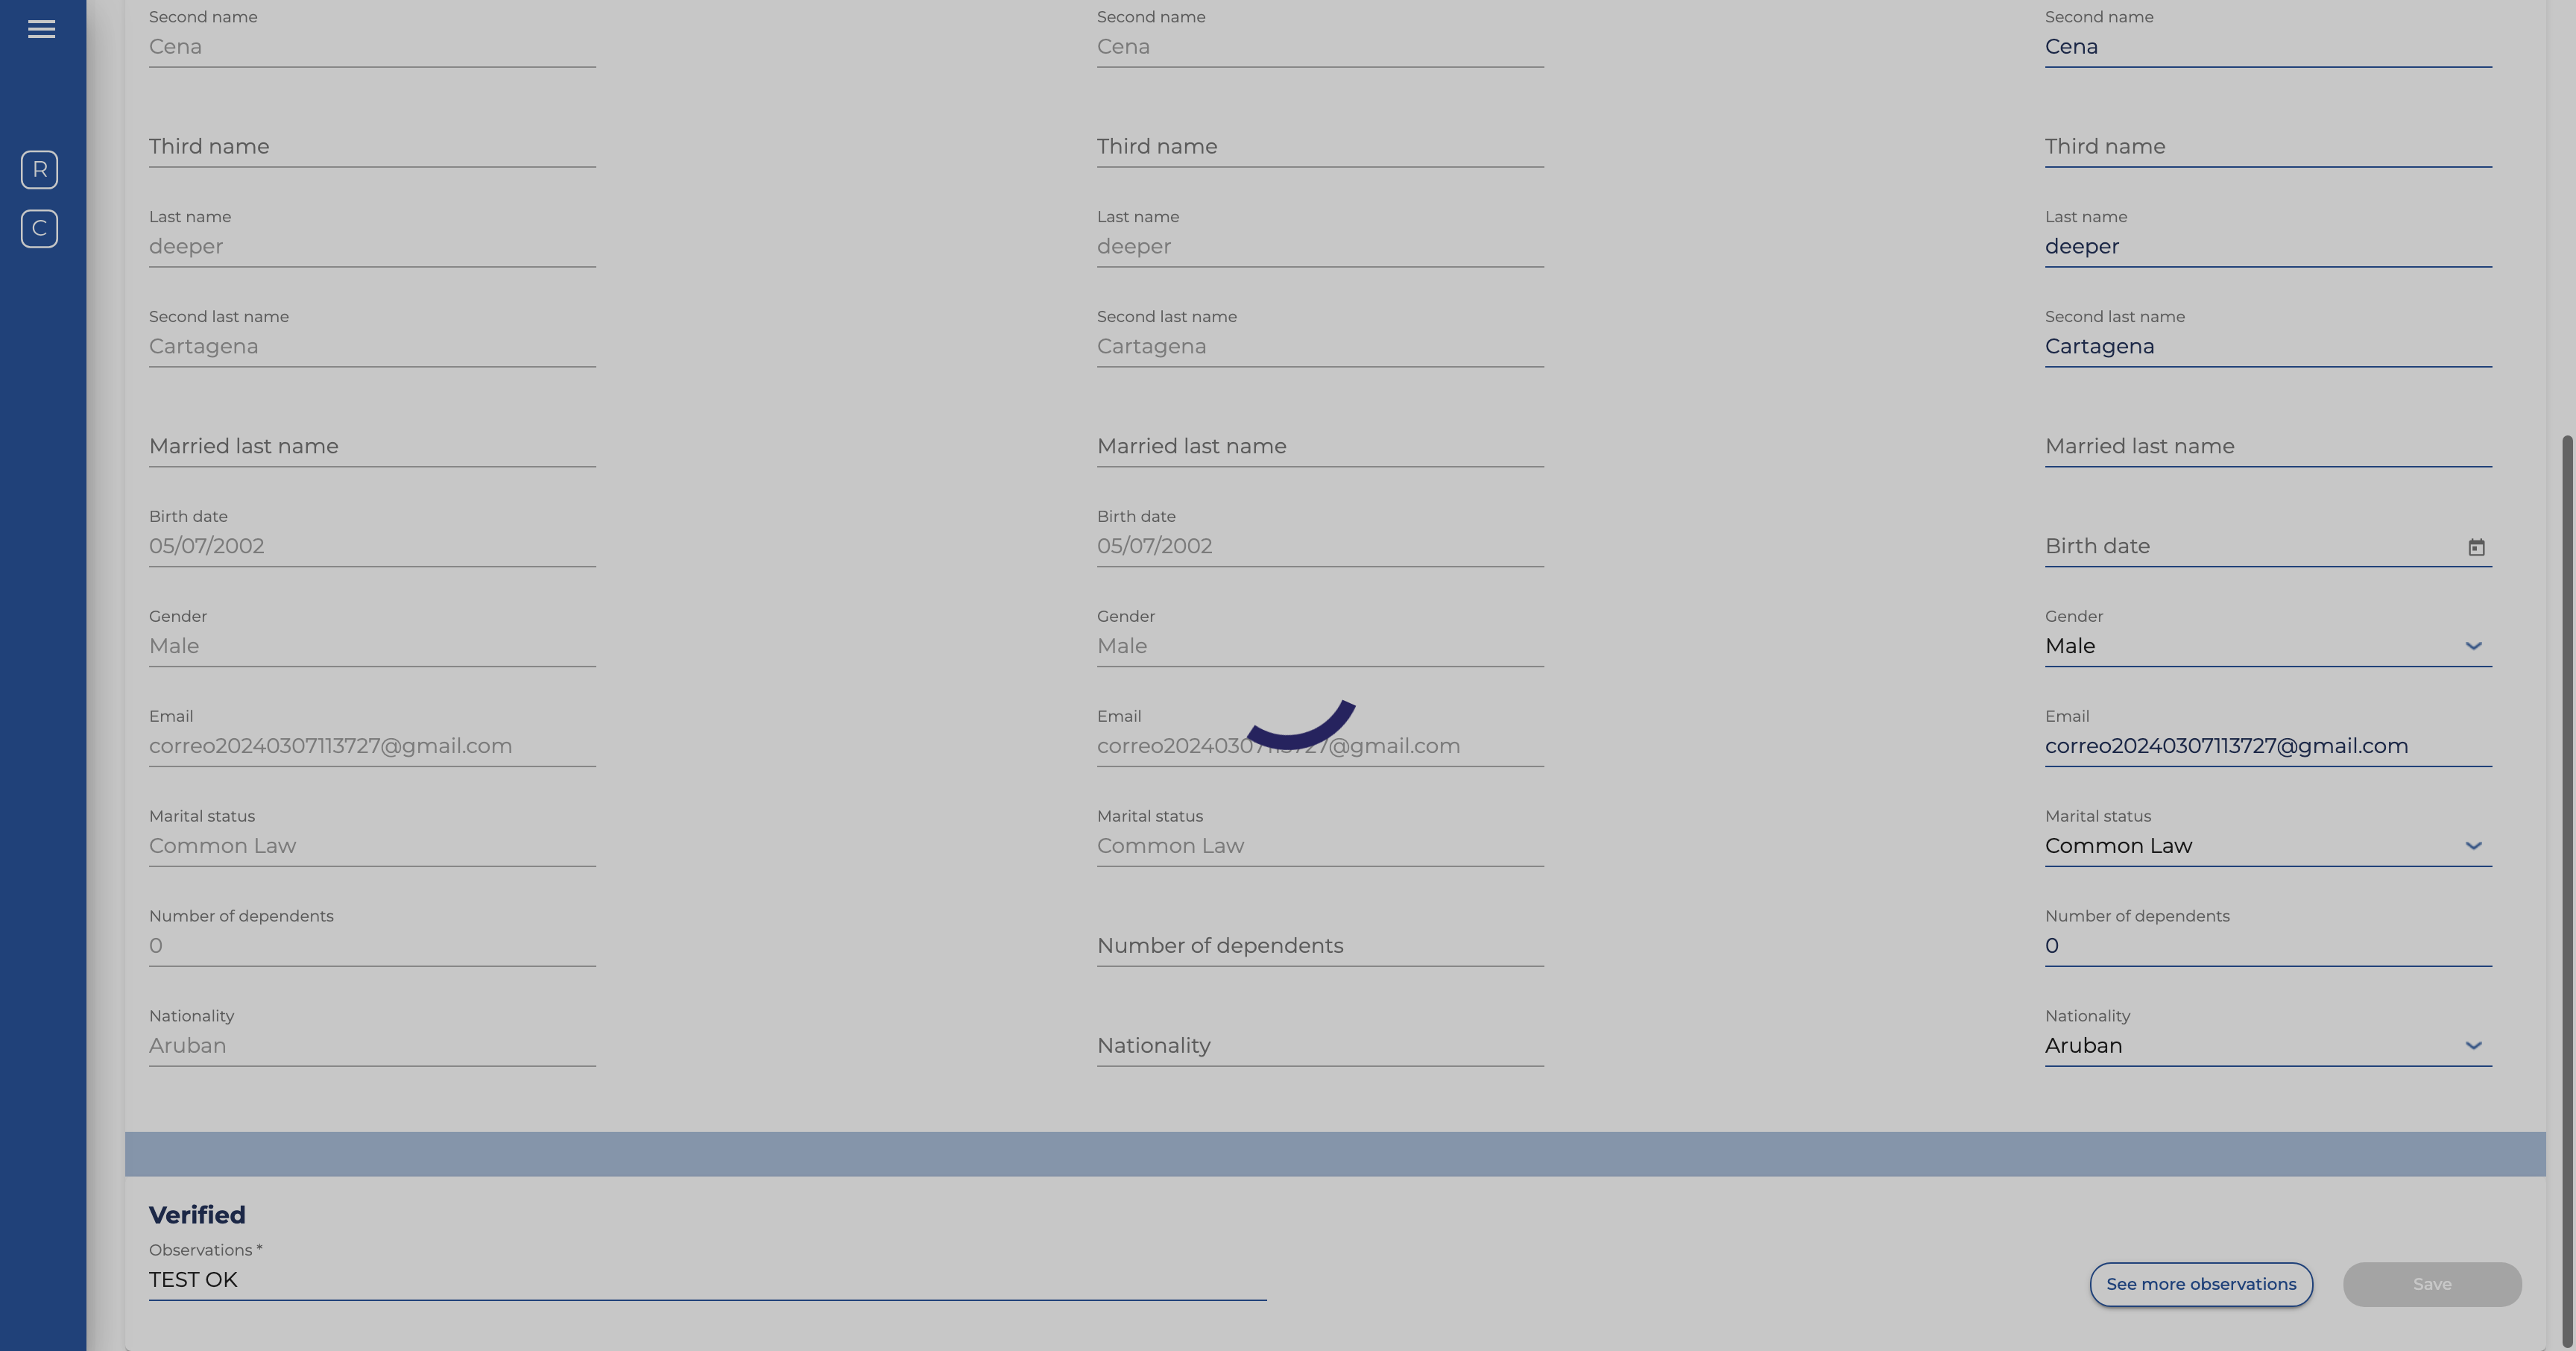 R
C
Second name
Cena
Third name
Last name
deeper
Second last name
Cartagena
Married last name
Birth date
05/07/2002
Gender
Male
Email
correo20240307113727@gmail.com
Marital status
Common Law
Number of dependents
0
Nationality
Aruban
Second name
Cena
Third name
Last name
deeper
Second last name
Cartagena
Married last name
Birth date
05/07/2002
Gender
Male
Email
correo20240307113727@gmail.com
Marital status
Common Law
Number of dependents
Nationality
Second name
Cena
Third name
Last name
deeper
Second last name
Cartagena
Married last name
Birth date
Gender
Male
Email
correo20240307113727@gmail.com
Marital status
Common Law
Number of dependents
0
Nationality
Aruban
Verified
Observations *
TEST OK
See more observations
Save